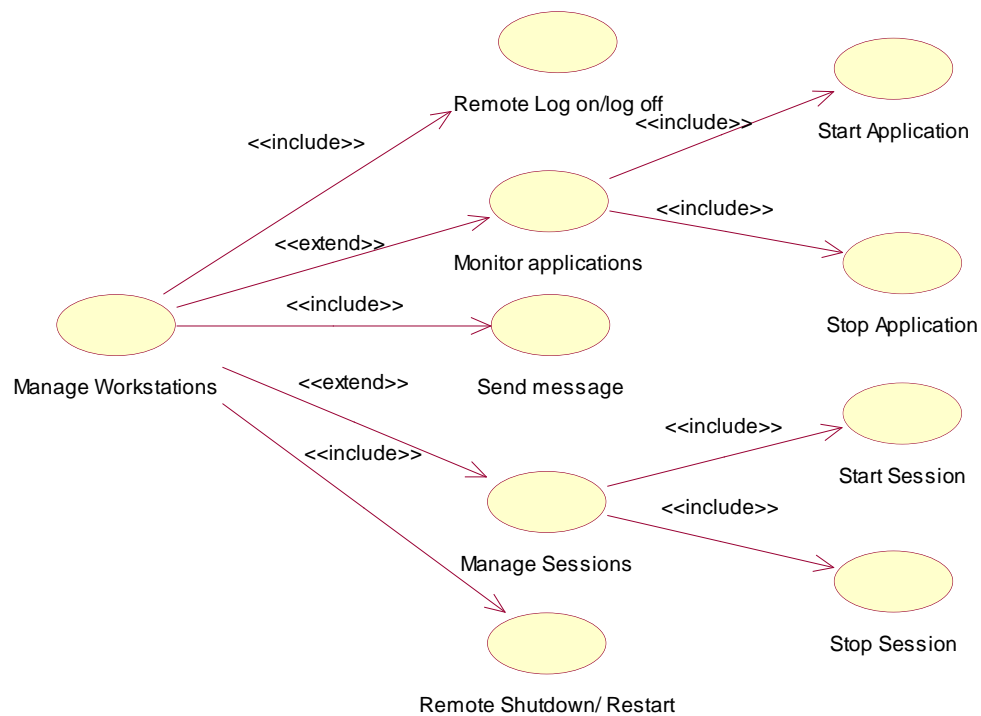 Remote Log on/log off
<<include>>
Start Application
<<include>>
<<include>>
<<extend>>
Monitor applications
<<include>>
Stop Application
Manage Workstations
<<extend>>
Send message
<<include>>
<<include>>
Start Session
<<include>>
Manage Sessions
Stop Session
Remote Shutdown/ Restart